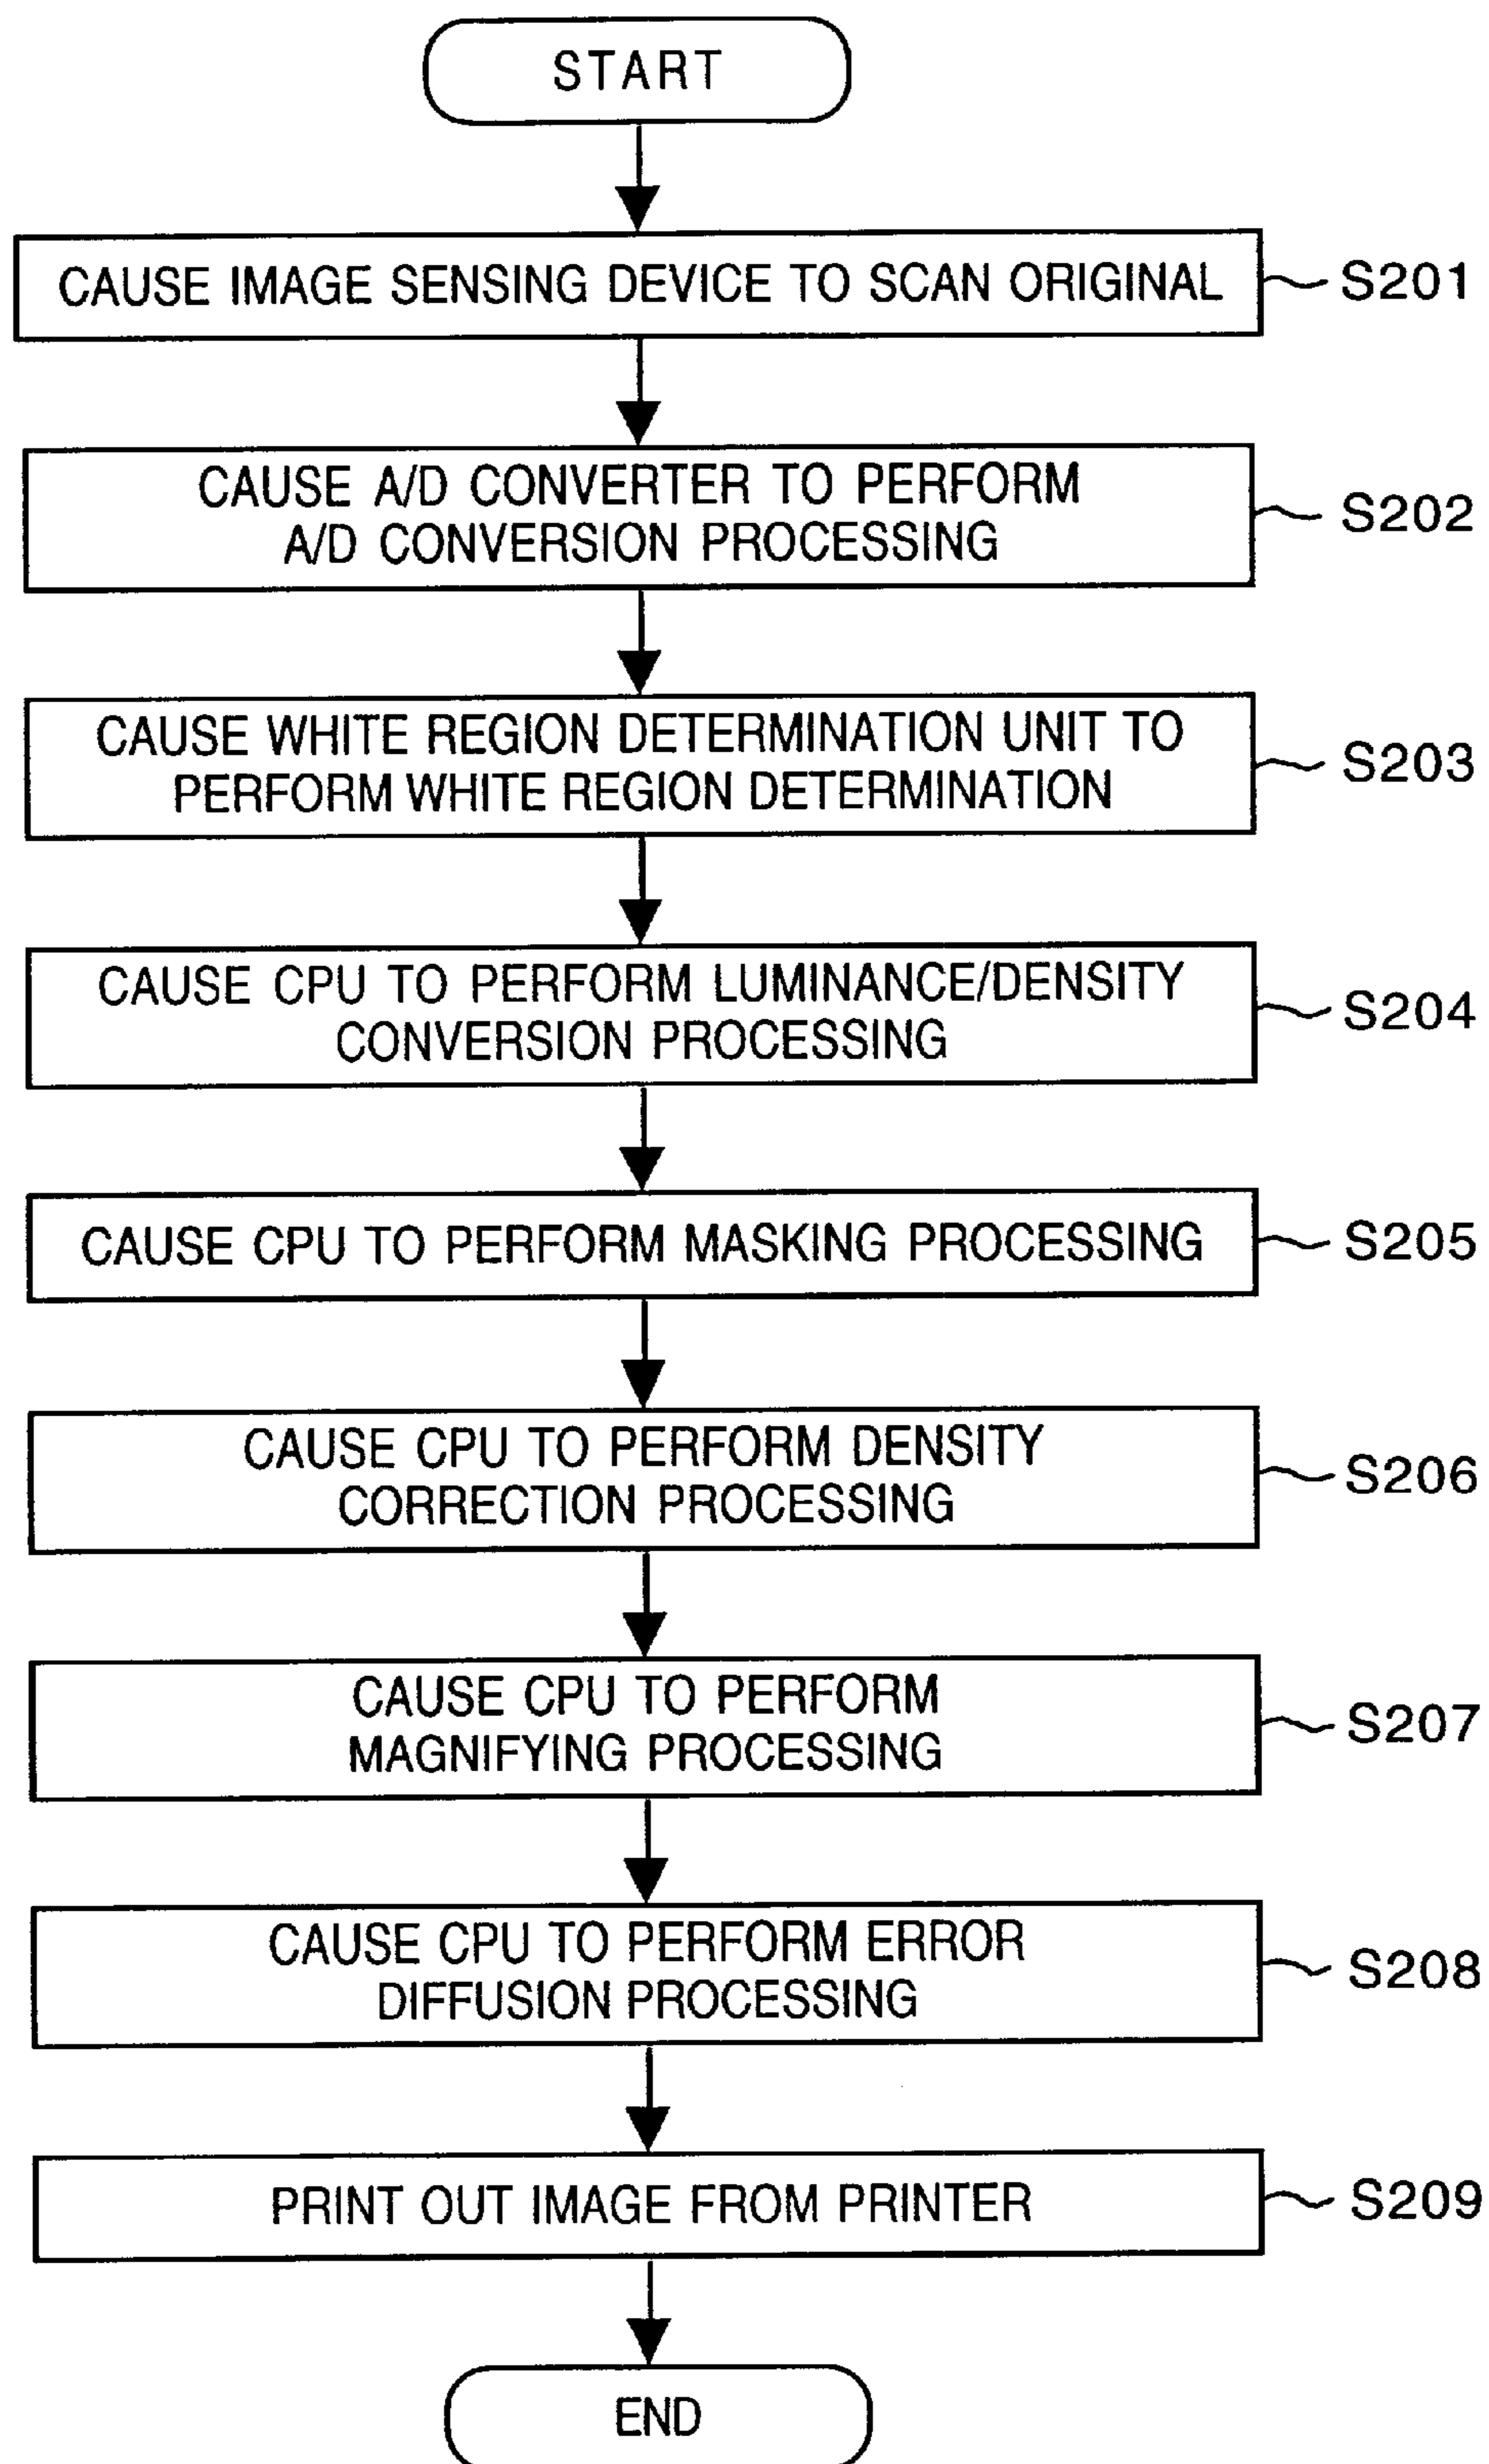 START
CAUSE IMAGE SENSING DEVICE TO SCAN ORIGINAL
S201
CAUSE A/D CONVERTER TO PERFORM
A/D CONVERSION PROCESSING
S202
CAUSE WHITE REGION DETERMINATION UNIT TO
PERFORM WHITE REGION DETERMINATION
S203
CAUSE CPU TO PERFORM LUMINANCE/DENSITY
CONVERSION PROCESSING
S204
CAUSE CPU TO PERFORM MASKING PROCESSING
S205
CAUSE CPU TO PERFORM DENSITY
CORRECTION PROCESSING
S206
CAUSE CPU TO PERFORM
MAGNIFYING PROCESSING
S207
CAUSE CPU TO PERFORM ERROR
DIFFUSION PROCESSING
S208
PRINT OUT IMAGE FROM PRINTER
S209
END